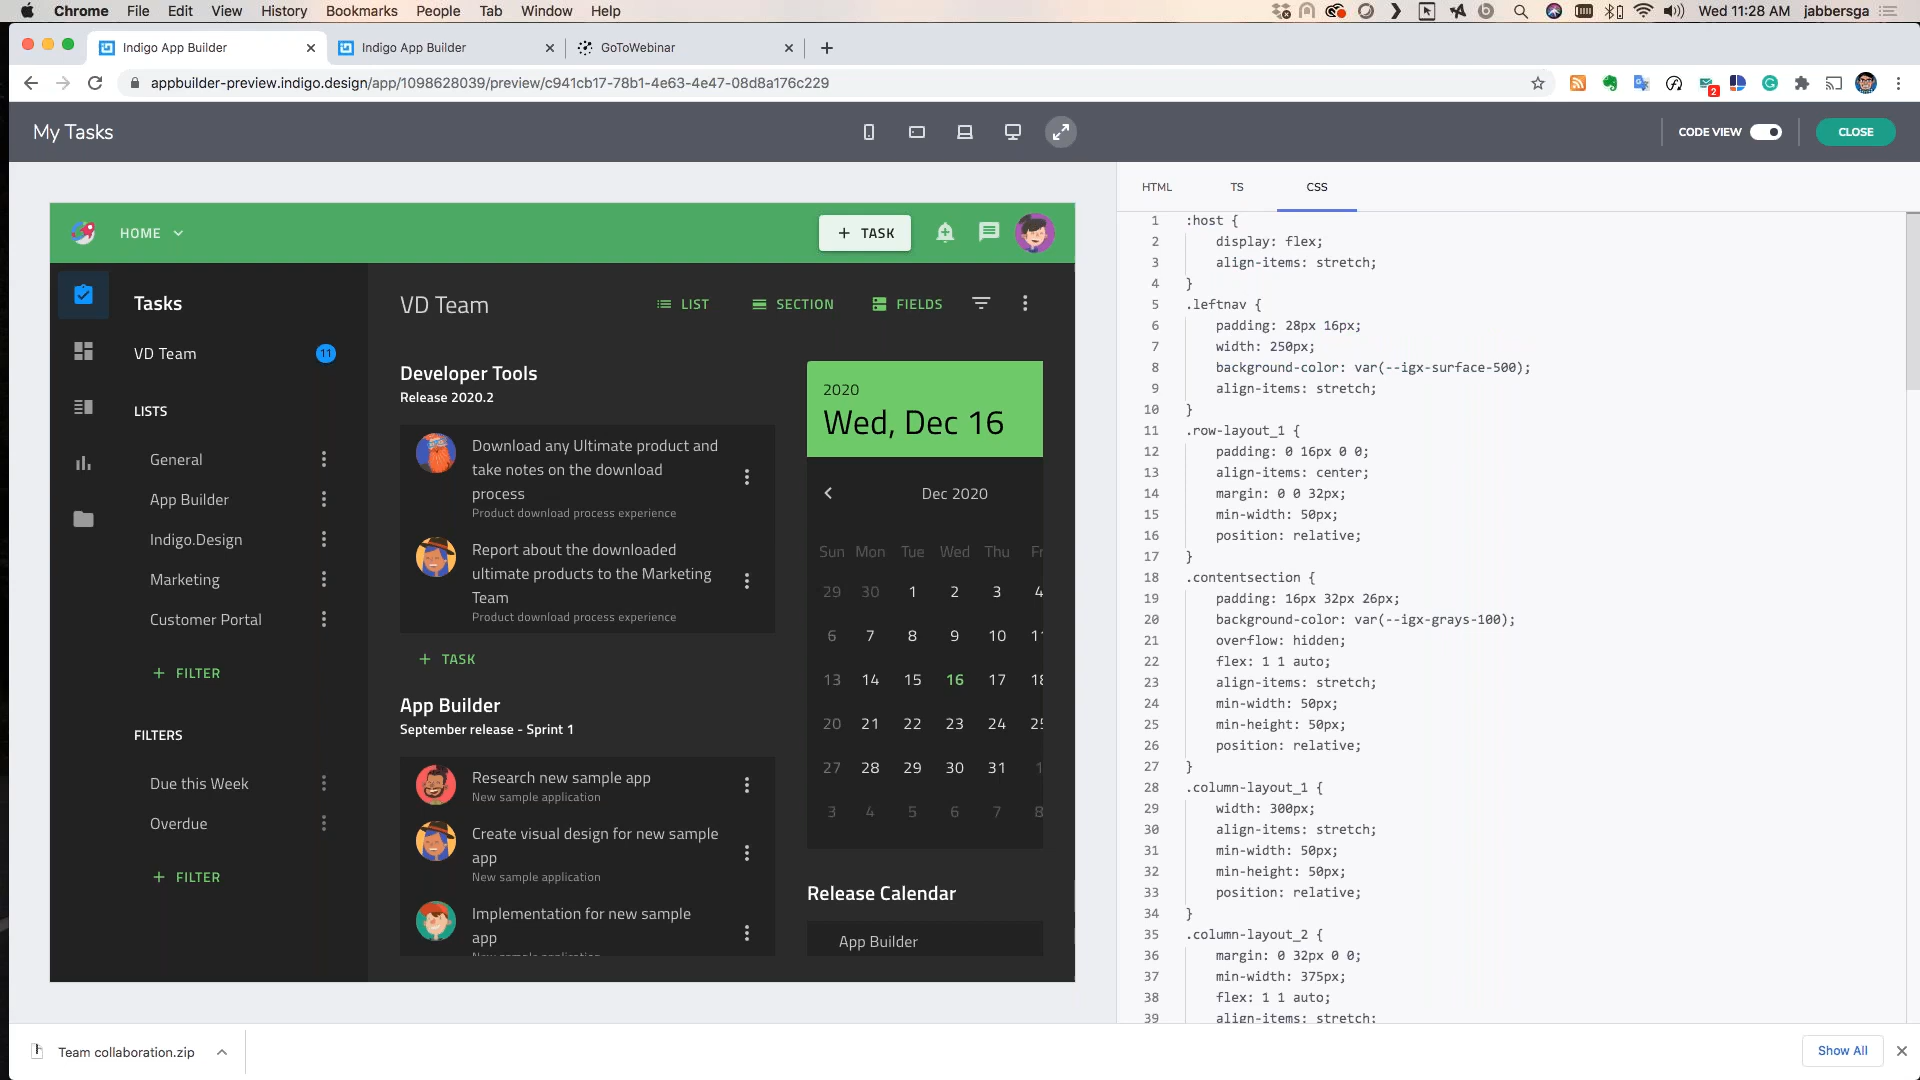 Chrome File Edit View History Bookmarks People Tab Window Help
Wed 11:28 AM jabbersga
Indigo App Builder
Indigo App Builder
GoToWebinar
appbuilder-preview.indigo.design/app/1098628039/preview/c941cb17-78b1-4e63-4e47-08d8a176c229
2
My Tasks
CODE VIEW
CLOSE
HOME
+ TASK
Tasks
VD Team 11
LISTS
General
App Builder
Indigo.Design
Marketing
Customer Portal
+ FILTER
FILTERS
Due this Week
Overdue
+ FILTER
VD Team
LIST
SECTION
FIELDS
Developer Tools
Release 2020.2
Download any Ultimate product and
take notes on the download
process
Product download process experience
Report about the downloaded
ultimate products to the Marketing
Team
Product download process experience
+ TASK
App Builder
September release - Sprint 1
Research new sample app
New sample application
Create visual design for new sample
app
New sample application
Implementation for new sample
app
New sample application
2020
Wed, Dec 16
Dec 2020
Sun Mon Tue Wed Thu Fr
29 30 1 2 3 4
6 7 8 9 10 11
13 14 15 16 17 18
20 21 22 23 24 25
27 28 29 30 31 1
3 4 5 6 7 8
Release Calendar
App Builder
HTML TS CSS
1 :host {
2 display: flex;
3 align-items: stretch;
4 }
5 .leftnav {
6 padding: 28px 16px;
7 width: 250px;
8 background-color: var(--igx-surface-500);
9 align-items: stretch;
10 }
11 .row-layout_1 {
12 padding: 0 16px 0 0;
13 align-items: center;
14 margin: 0 0 32px;
15 min-width: 50px;
16 position: relative;
17 }
18 .contentsection {
19 padding: 16px 32px 26px;
20 background-color: var(--igx-grays-100);
21 overflow: hidden;
22 flex: 1 1 auto;
23 align-items: stretch;
24 min-width: 50px;
25 min-height: 50px;
26 position: relative;
27 }
28 .column-layout_1 {
29 width: 300px;
30 align-items: stretch;
31 min-width: 50px;
32 min-height: 50px;
33 position: relative;
34 }
35 .column-layout_2 {
36 margin: 0 32px 0 0;
37 min-width: 375px;
38 flex: 1 1 auto;
39 align-items: stretch;
Team collaboration.zip
Show All